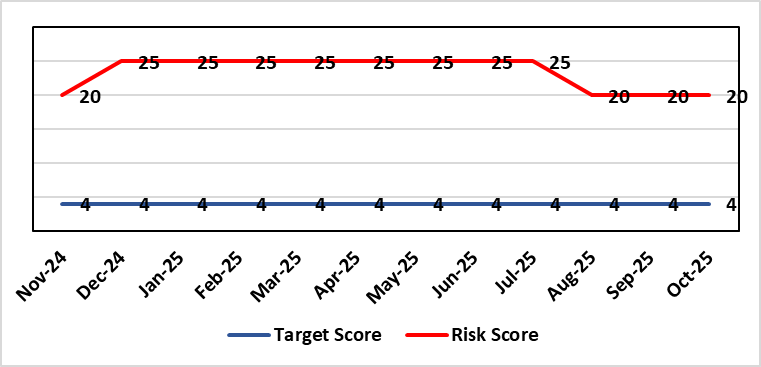 25 25 25 25 25 25 25 25
20 20 20 20
4 4 4 4 4 4 4 4 4 4 4 4
Nov-24 Dec-24 Jan-25 Feb-25 Mar-25 Apr-25 May-25 Jun-25 Jul-25 Aug-25 Sep-25 Oct-25
Target Score Risk Score